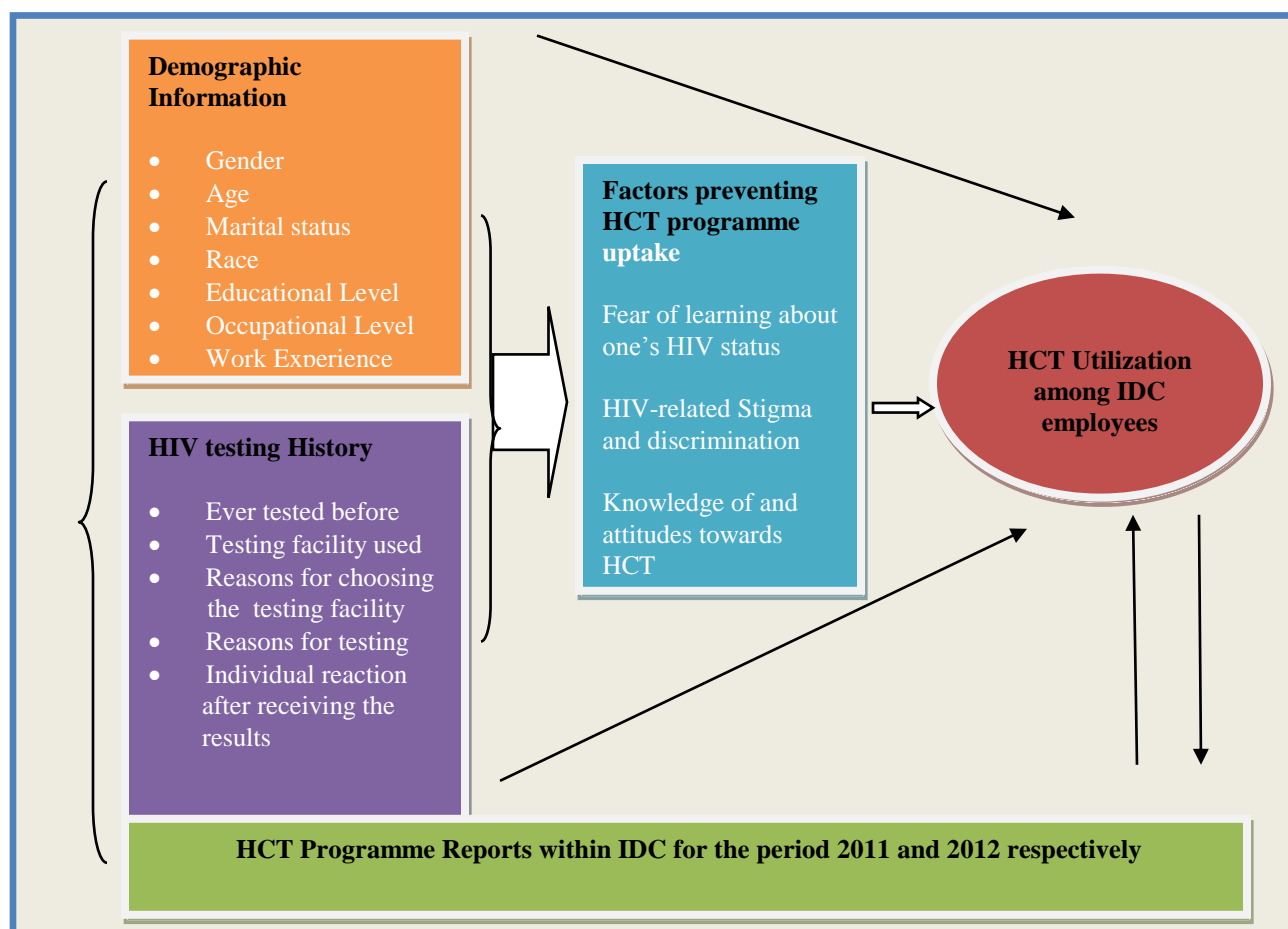 Demographic
Information
• Gender
• Age
• Marital status
• Race
• Educational Level
• Occupational Level
• Work Experience
HIV testing History
• Ever tested before
• Testing facility used
• Reasons for choosing
the testing facility
• Reasons for testing
• Individual reaction
after receiving the
results
Factors preventing
HCT programme
uptake
Fear of learning about
one’s HIV status
HIV-related Stigma
and discrimination
Knowledge of and
attitudes towards
HCT
HCT Utilization
among IDC
employees
HCT Programme Reports within IDC for the period 2011 and 2012 respectively